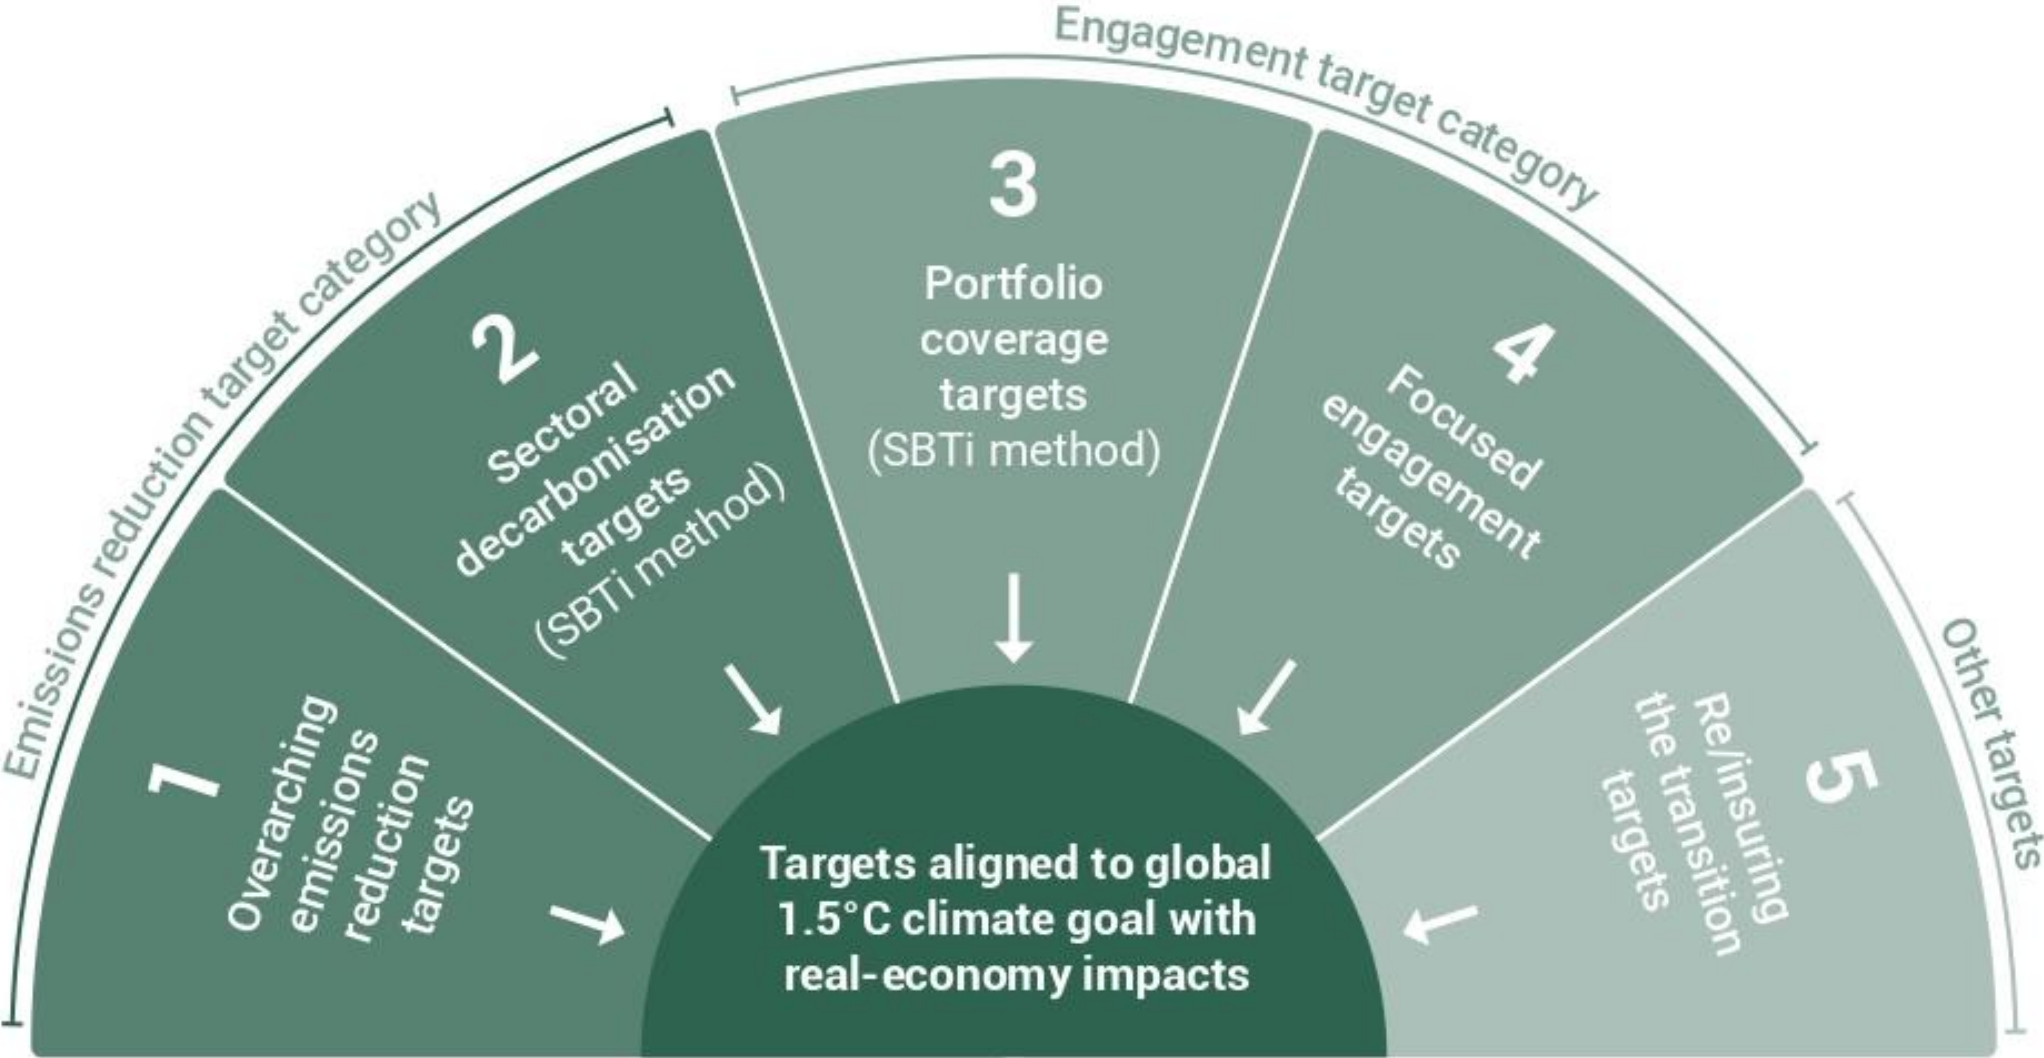 Emissions reduction target category
1
Overarching
emissions
reduction
targets
2
Sectoral
decarbonisation
targets
(SBTi method)
Engagement target category
3
Portfolio
coverage
targets
(SBTi method)
4
Focused
engagement
targets
Other targets
5
Re/insuring
the transition
targets
Targets aligned to global
1.5°C climate goal with
real-economy impacts